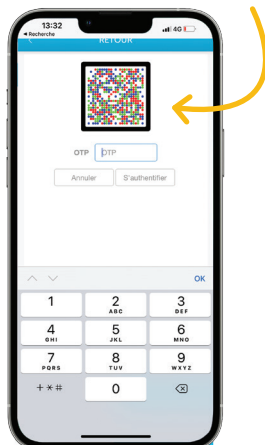 13:32
4G
◀ Recherche
RETOUR
OTP OTP
Annuler S'authentifier
OK
1 2 3
ABC DEF
4 5 6
GHI JKL MNO
7 8 9
PQRS TUV WXYZ
+ * # 0